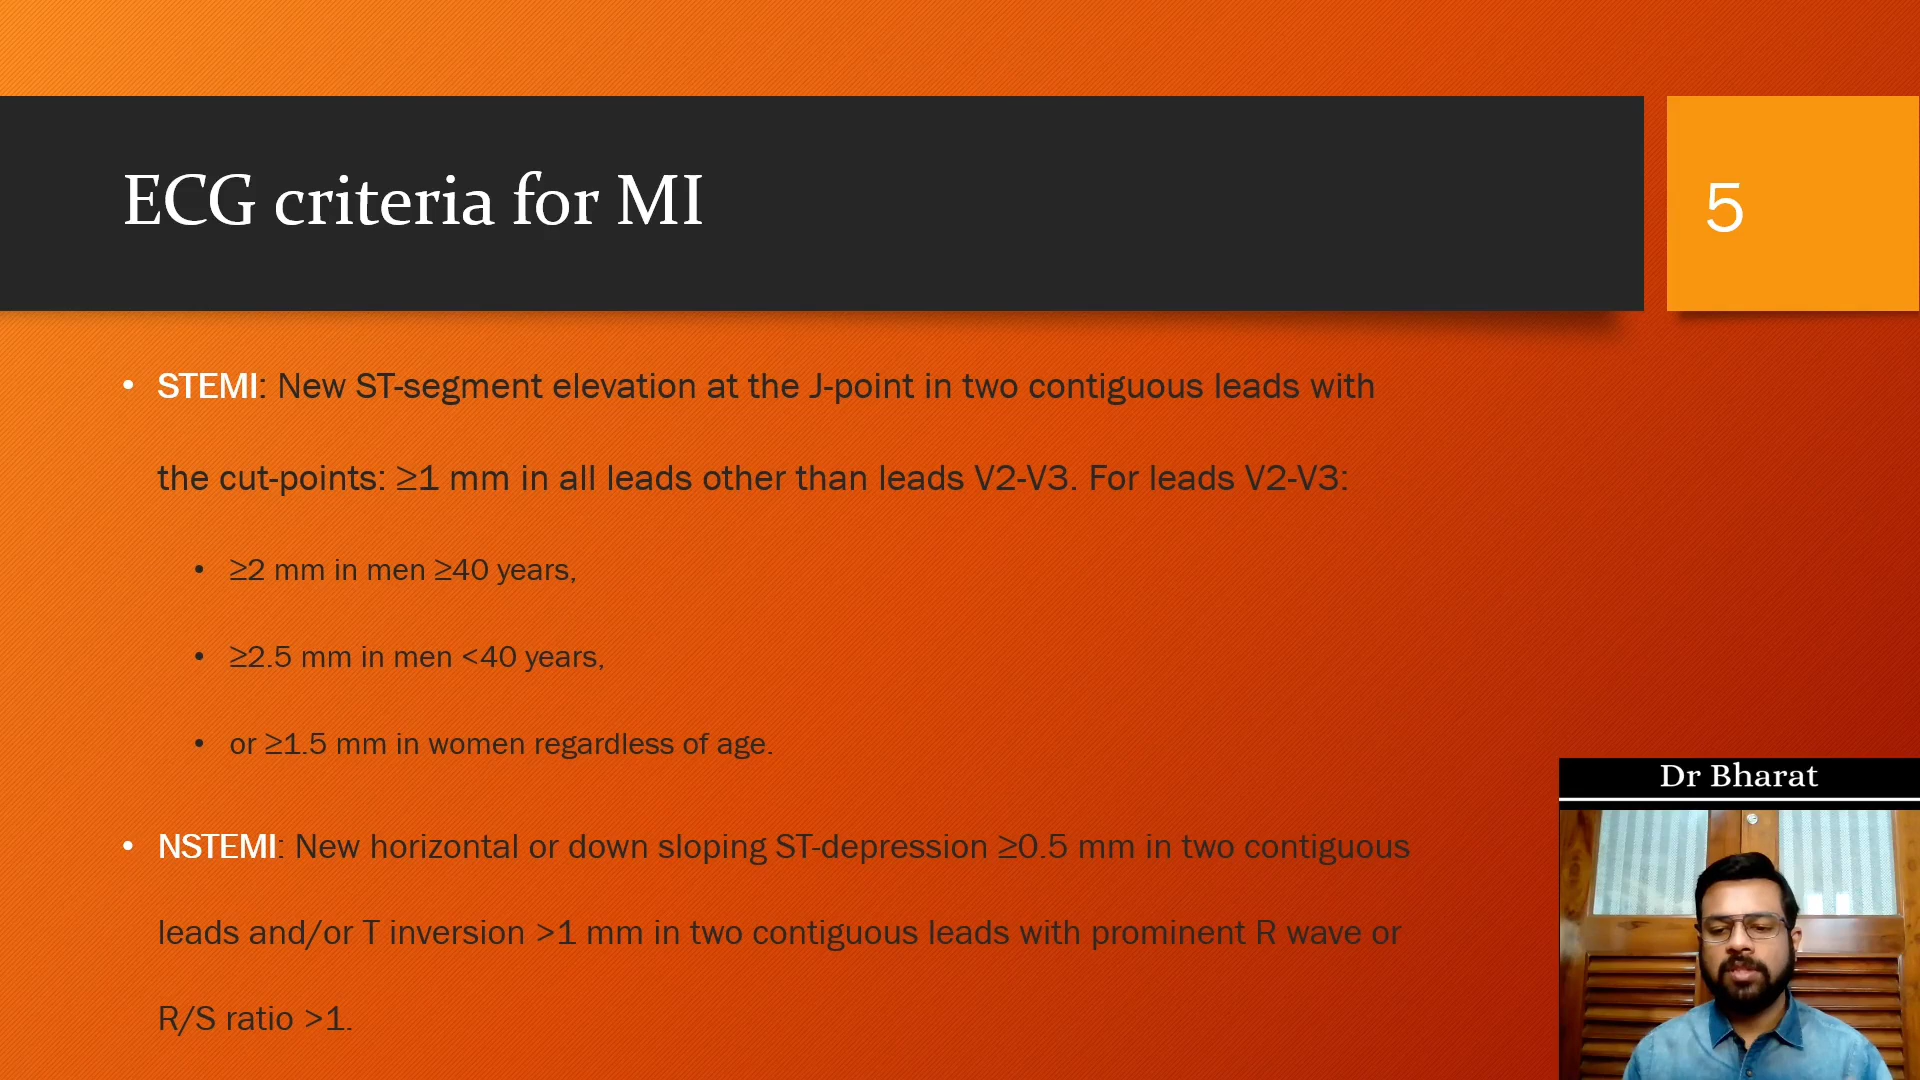 ECG criteria for MI
5
• STEMI: New ST-segment elevation at the J-point in two contiguous leads with
the cut-points: ≥1 mm in all leads other than leads V2-V3. For leads V2-V3:
• ≥2 mm in men ≥40 years,
• ≥2.5 mm in men <40 years,
• or ≥1.5 mm in women regardless of age.
• NSTEMI: New horizontal or down sloping ST-depression ≥0.5 mm in two contiguous
leads and/or T inversion >1 mm in two contiguous leads with prominent R wave or
R/S ratio >1.
Dr Bharat